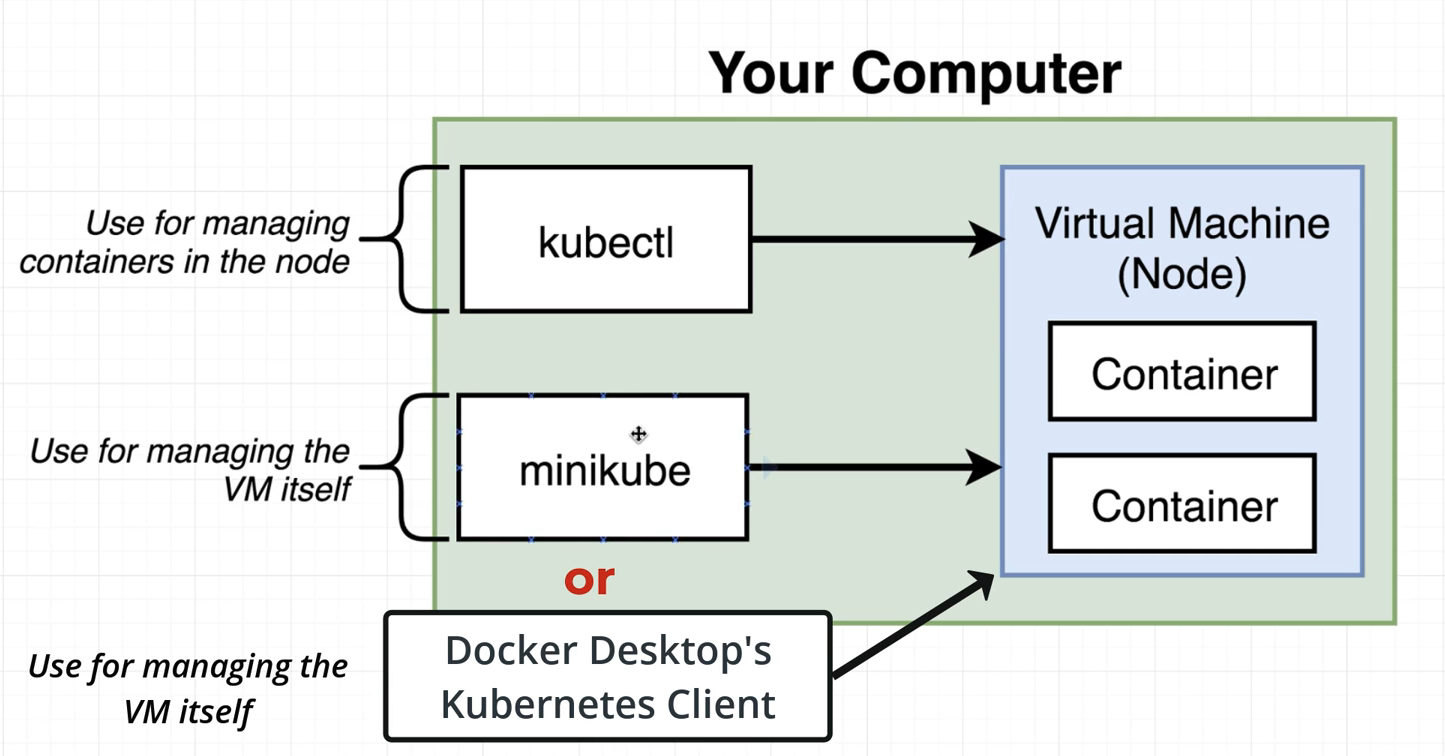 Your Computer
Use for managing
containers in the node
kubectl
Virtual Machine
(Node)
Container
Container
Use for managing the
VM itself
minikube
or
Use for managing the
VM itself
Docker Desktop's
Kubernetes Client